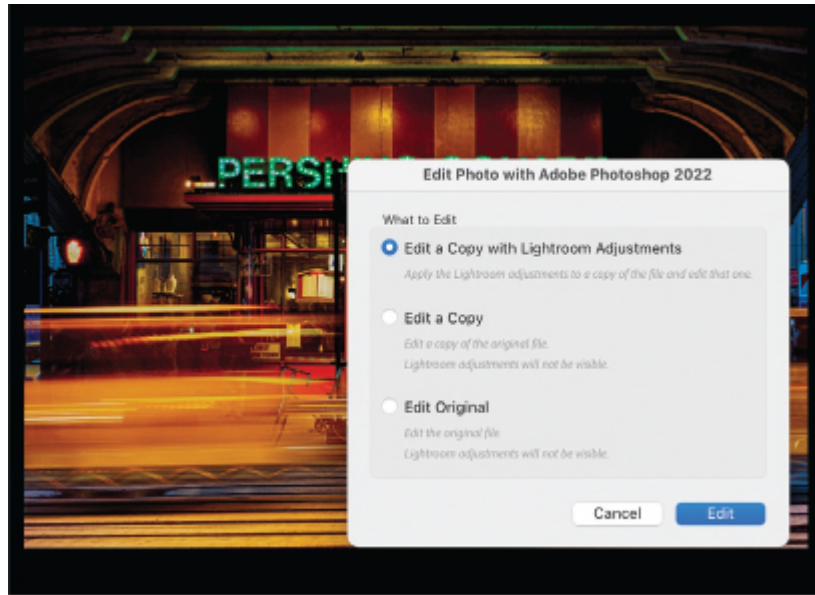 PERSH
Edit Photo with Adobe Photoshop 2022
What to Edit
Edit a Copy with Lightroom Adjustments
Apply the Lightroom adjustments to a copy of the file and edit that one.
Edit a Copy
Edit a copy of the original file.
Lightroom adjustments will not be visible.
Edit Original
Edit the original file.
Lightroom adjustments will not be visible.
Cancel
Edit